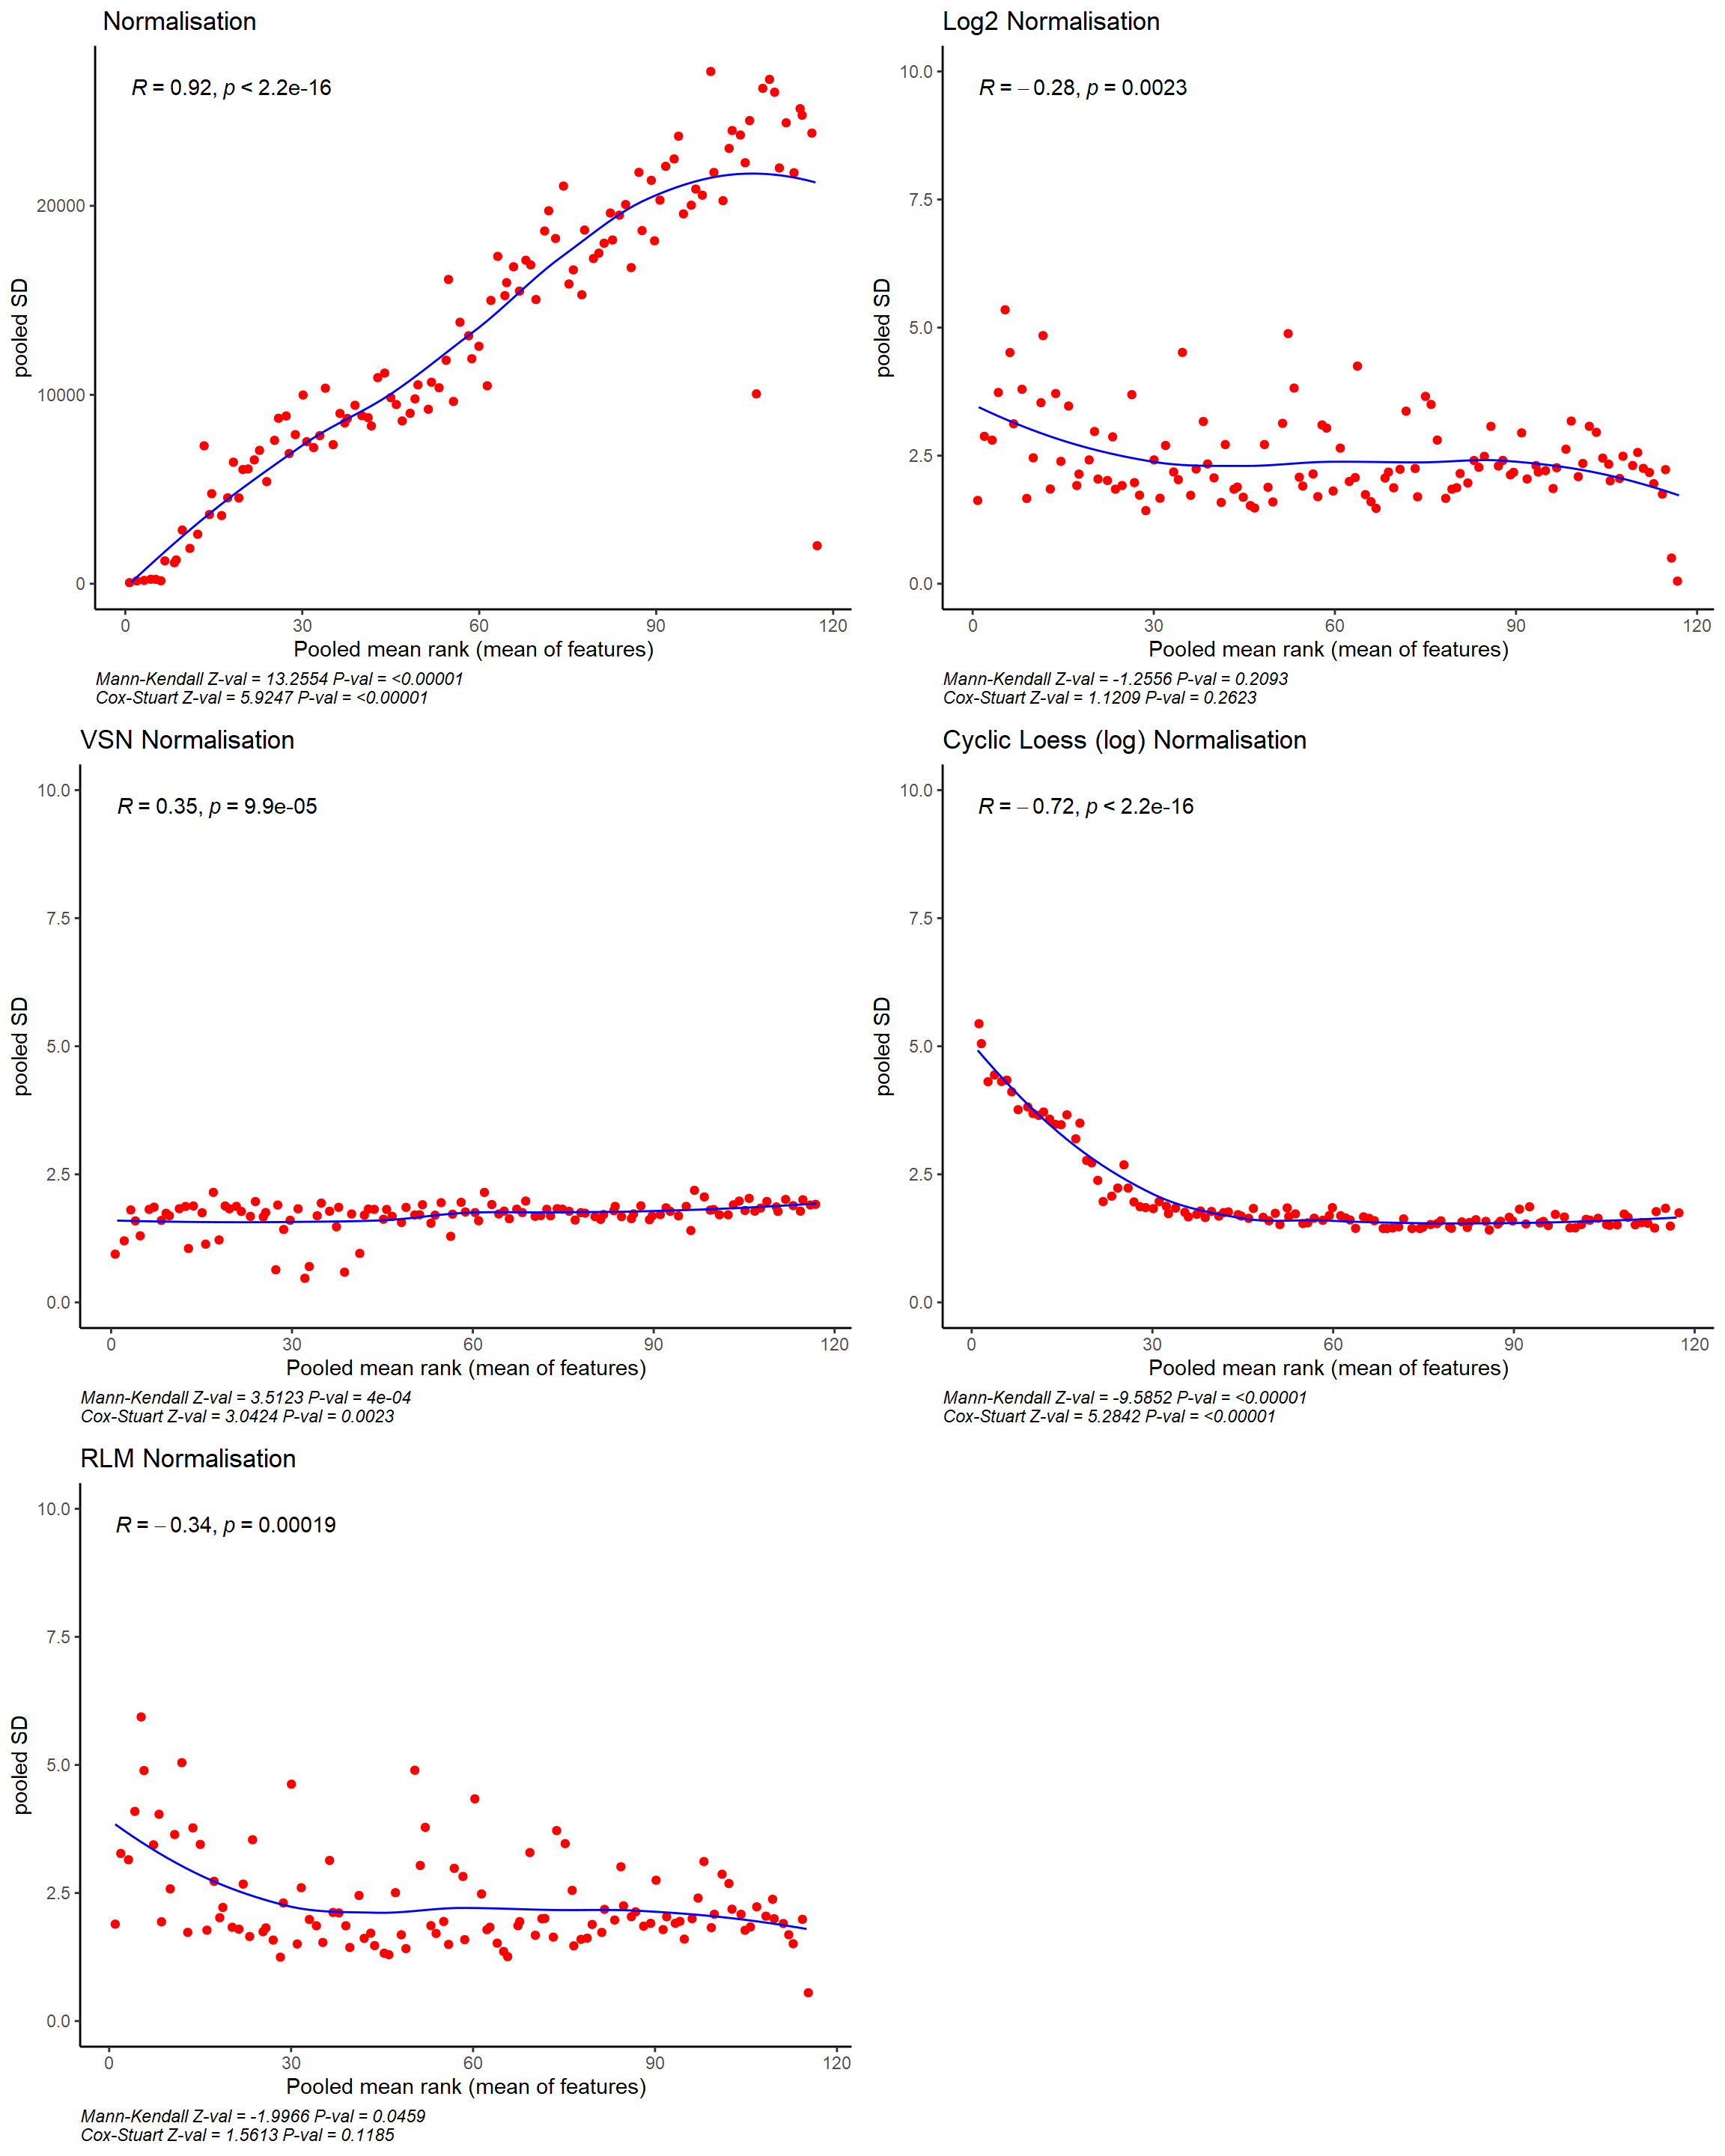 Normalisation
R = 0.92, p < 2.2e-16
20000
10000
0
pooled SD
0 30 60 90 120
Pooled mean rank (mean of features)
Mann-Kendall Z-val = 13.2554 P-val = <0.00001
Cox-Stuart Z-val = 5.9247 P-val = <0.00001
Log2 Normalisation
R = − 0.28, p = 0.0023
10.0
7.5
5.0
2.5
0.0
pooled SD
0 30 60 90 120
Pooled mean rank (mean of features)
Mann-Kendall Z-val = -1.2556 P-val = 0.2093
Cox-Stuart Z-val = 1.1209 P-val = 0.2623
VSN Normalisation
R = 0.35, p = 9.9e-05
10.0
7.5
5.0
2.5
0.0
pooled SD
0 30 60 90 120
Pooled mean rank (mean of features)
Mann-Kendall Z-val = 3.5123 P-val = 4e-04
Cox-Stuart Z-val = 3.0424 P-val = 0.0023
Cyclic Loess (log) Normalisation
R = − 0.72, p < 2.2e-16
10.0
7.5
5.0
2.5
0.0
pooled SD
0 30 60 90 120
Pooled mean rank (mean of features)
Mann-Kendall Z-val = -9.5852 P-val = <0.00001
Cox-Stuart Z-val = 5.2842 P-val = <0.00001
RLM Normalisation
R = − 0.34, p = 0.00019
10.0
7.5
5.0
2.5
0.0
pooled SD
0 30 60 90 120
Pooled mean rank (mean of features)
Mann-Kendall Z-val = -1.9966 P-val = 0.0459
Cox-Stuart Z-val = 1.5613 P-val = 0.1185